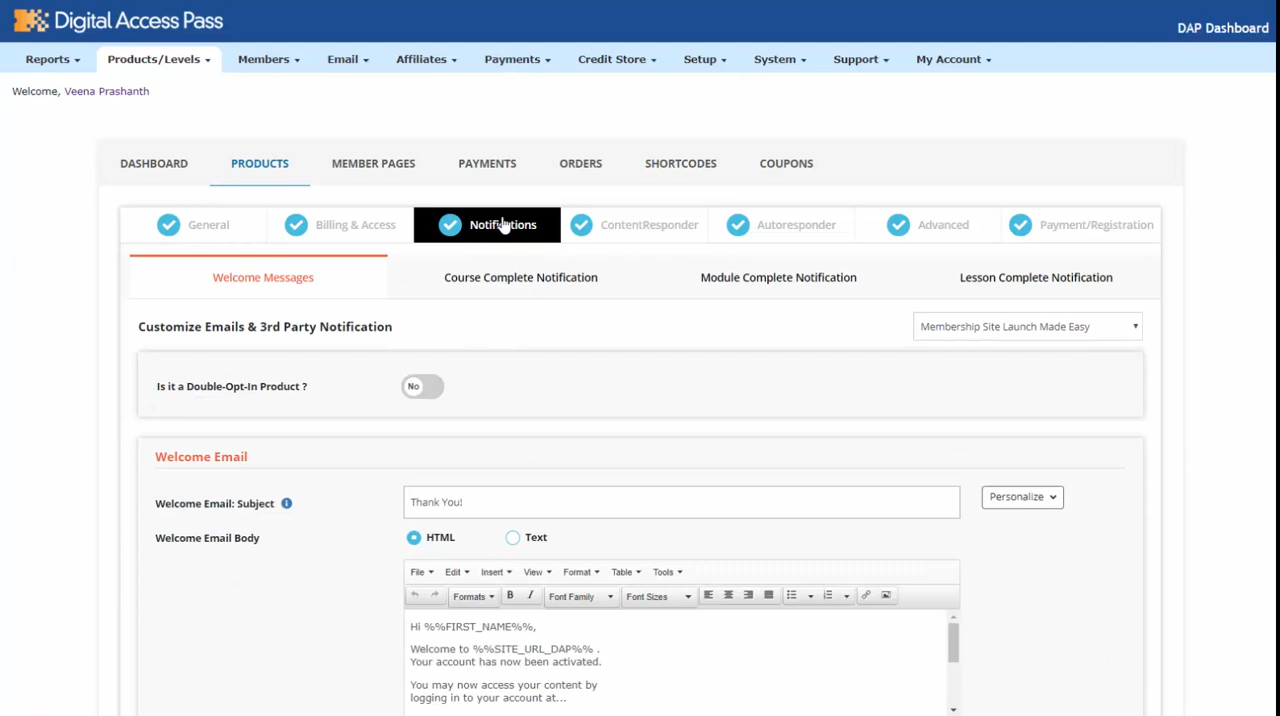 Digital Access Pass
DAP Dashboard
Reports Products/Levels Members Email Affiliates Payments Credit Store Setup System Support My Account
Welcome, Veena Prashanth
DASHBOARD PRODUCTS MEMBER PAGES PAYMENTS ORDERS SHORTCODES COUPONS
General Billing & Access Notifications ContentResponder Autoresponder Advanced Payment/Registration
Welcome Messages Course Complete Notification Module Complete Notification Lesson Complete Notification
Customize Emails & 3rd Party Notification Membership Site Launch Made Easy
Is it a Double-Opt-In Product ? No
Welcome Email
Welcome Email: Subject Thank You! Personalize
Welcome Email Body HTML Text
File Edit Insert View Format Table Tools
Formats B I Font Family Font Sizes
Hi %%FIRST_NAME%%,
Welcome to %%SITE_URL_DAP%% .
Your account has now been activated.
You may now access your content by
logging in to your account at...